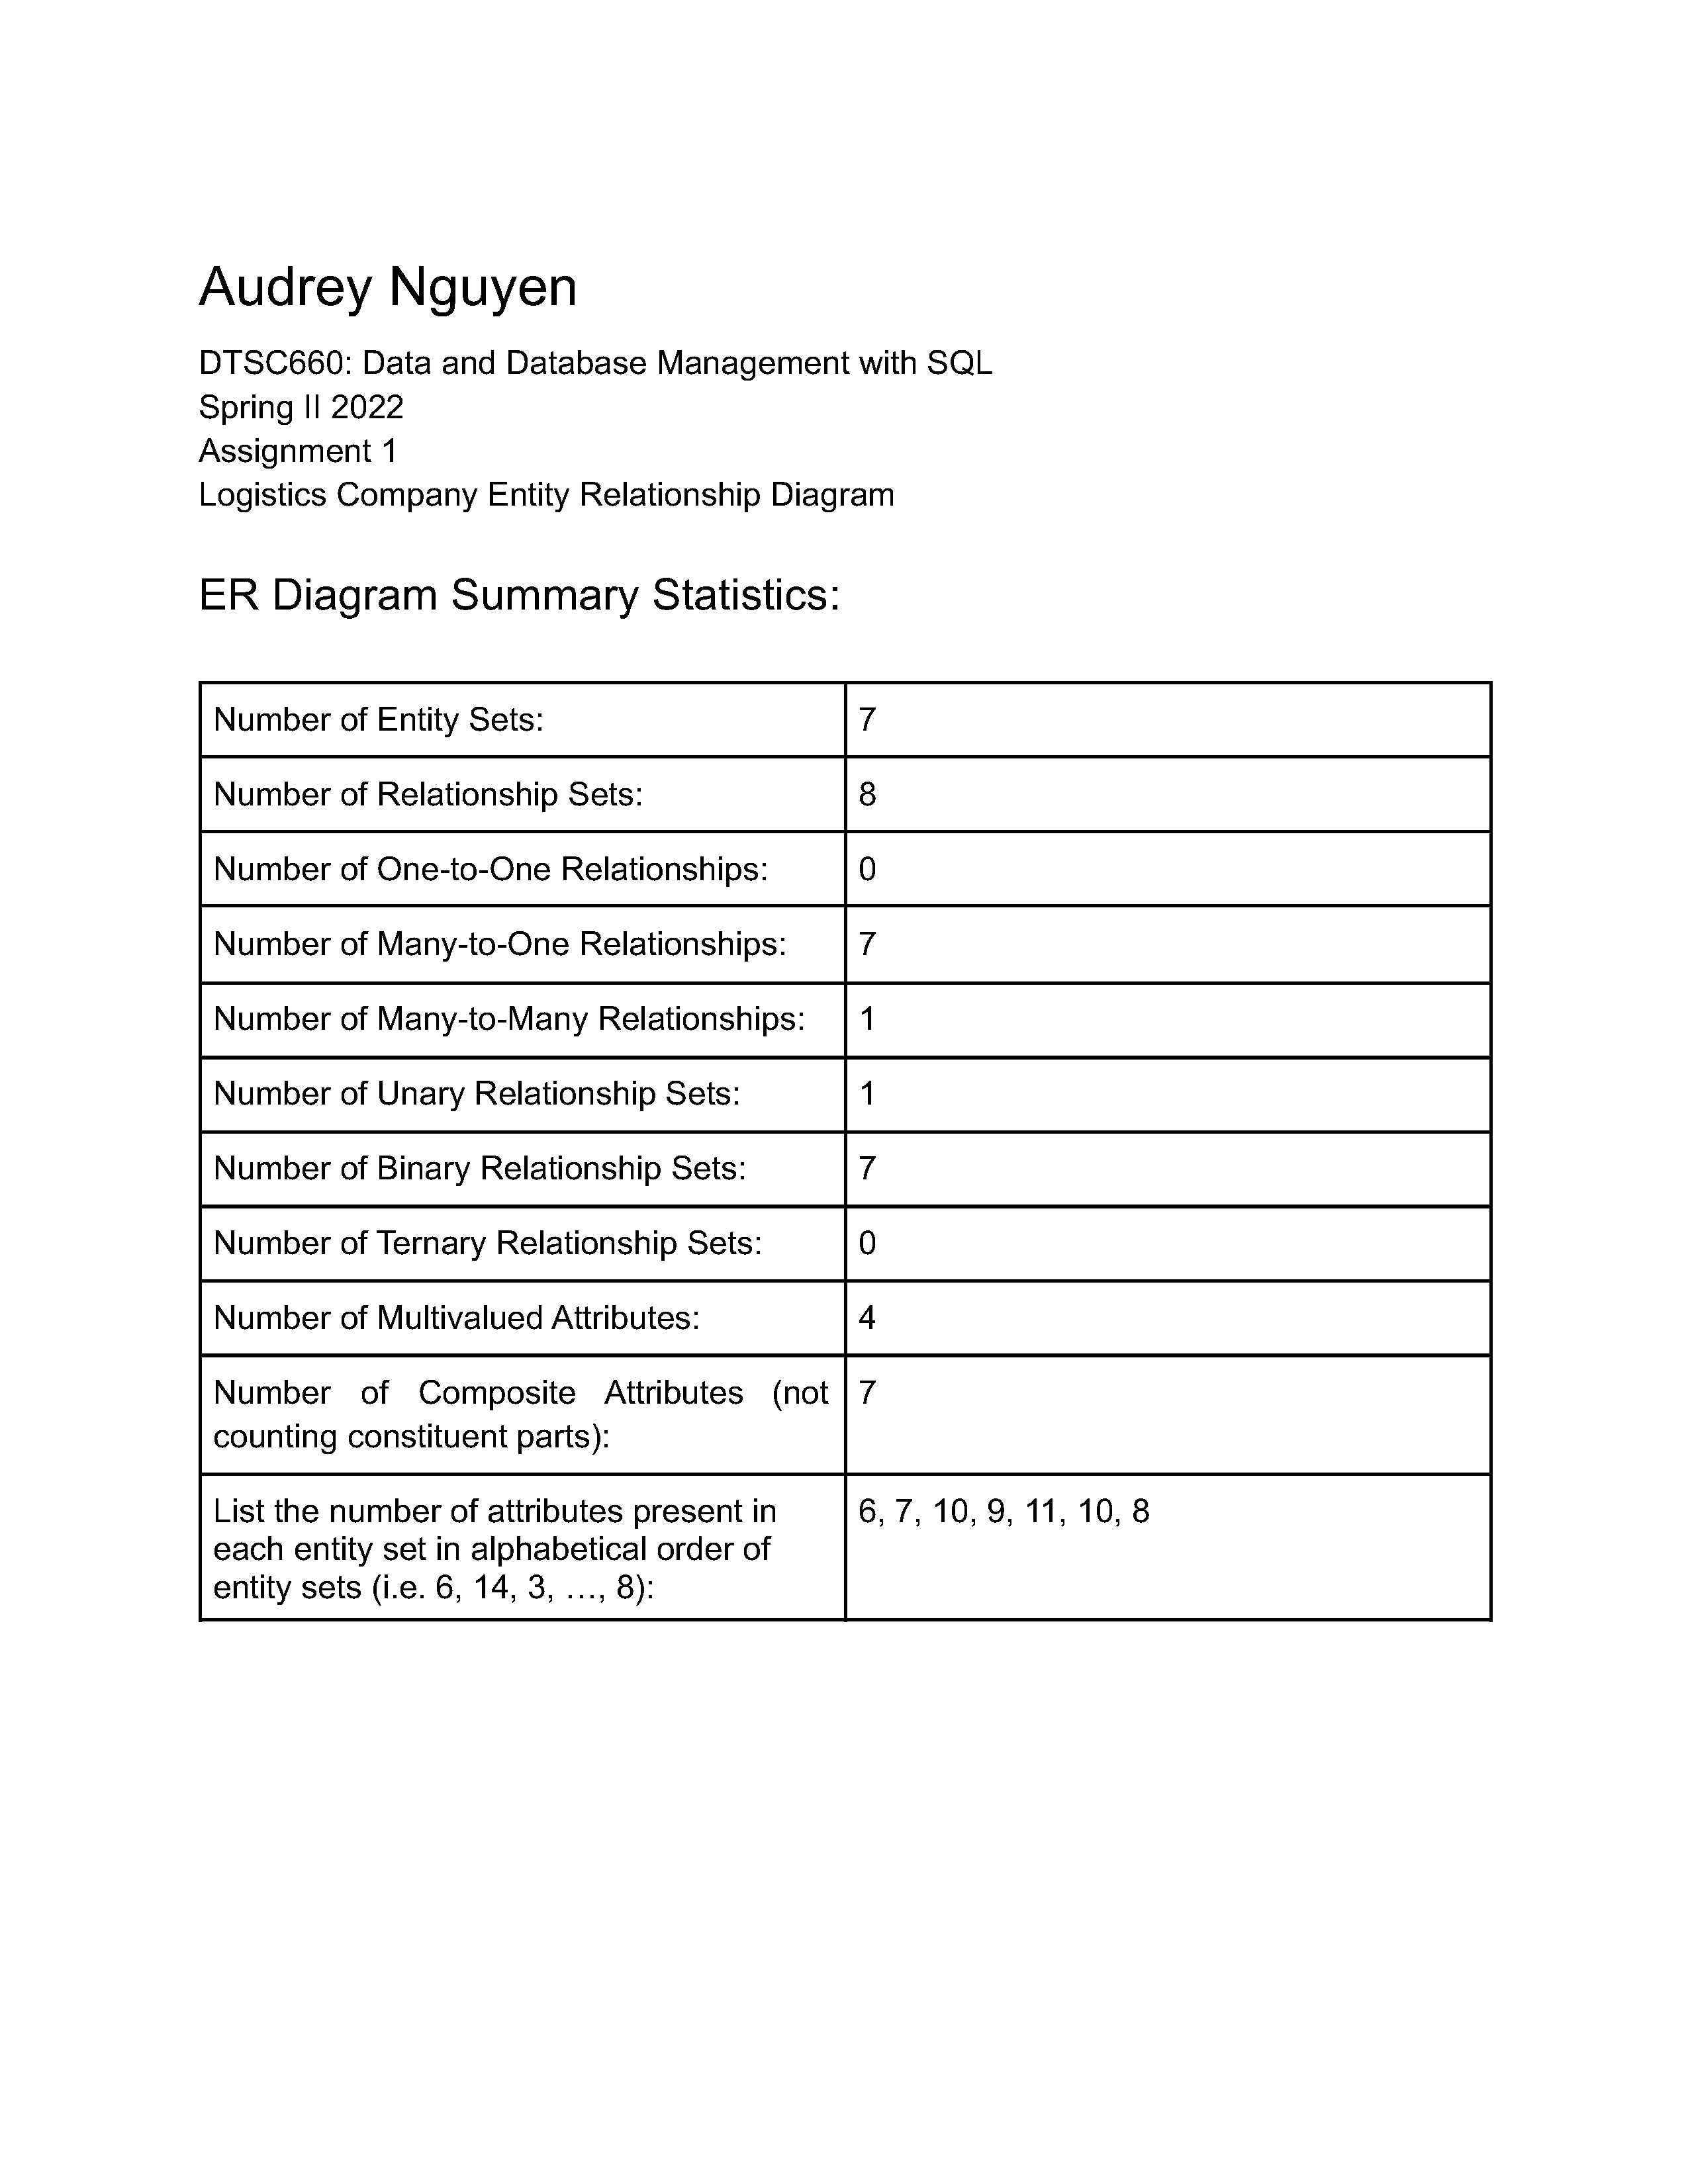 Audrey Nguyen
DTSC660: Data and Database Management with SQL
Spring II 2022
Assignment 1
Logistics Company Entity Relationship Diagram
ER Diagram Summary Statistics:
Number of Entity Sets: 7
Number of Relationship Sets: 8
Number of One-to-One Relationships: 0
Number of Many-to-One Relationships: 7
Number of Many-to-Many Relationships: 1
Number of Unary Relationship Sets: 1
Number of Binary Relationship Sets: 7
Number of Ternary Relationship Sets: 0
Number of Multivalued Attributes: 4
Number of Composite Attributes (not 7
counting constituent parts):
List the number of attributes present in 6, 7, 10, 9, 11, 10, 8
each entity set in alphabetical order of
entity sets (i.e. 6, 14, 3, …, 8):